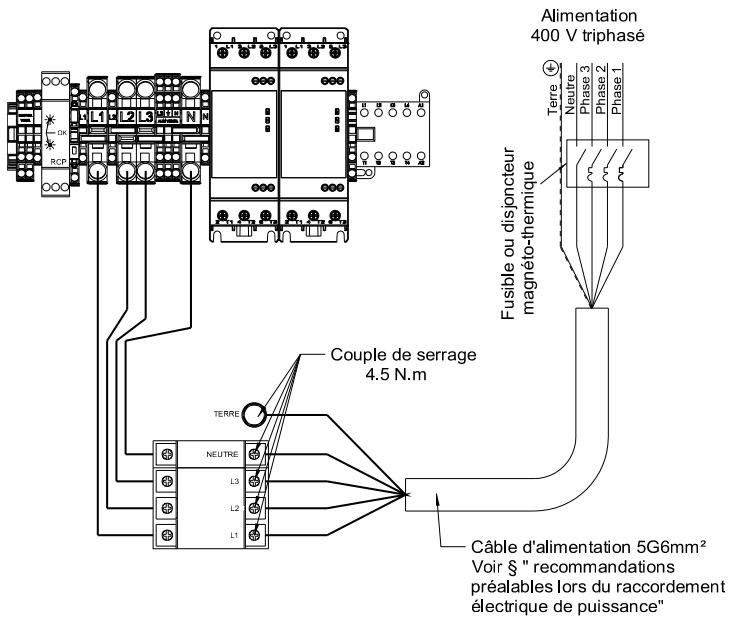 Alimentation
400 V triphasé
Terre
Neutre
Phase 3
Phase 2
Phase 1
Fusible ou disjoncteur
magnéto-thermique
OK
RCP
L1
L1
L2
L2
L3
N
N
Couple de serrage
4.5 N.m
TERRE
NEUTRE
L3
L2
L1
Câble d'alimentation 5G6mm²
Voir § " recommandations
préalables lors du raccordement
électrique de puissance"